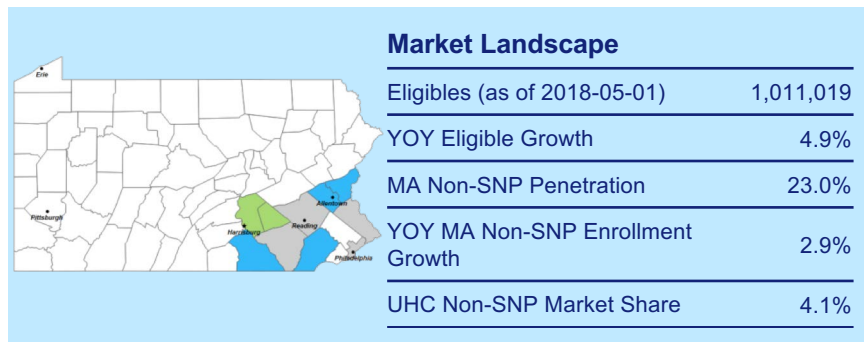 Market Landscape
Eligibles (as of 2018-05-01) 1,011,019
YOY Eligible Growth 4.9%
MA Non-SNP Penetration 23.0%
YOY MA Non-SNP Enrollment
Growth 2.9%
UHC Non-SNP Market Share 4.1%
Erie
Pittsburgh
Harrisburg
Reading
Allentown
Philadelphia